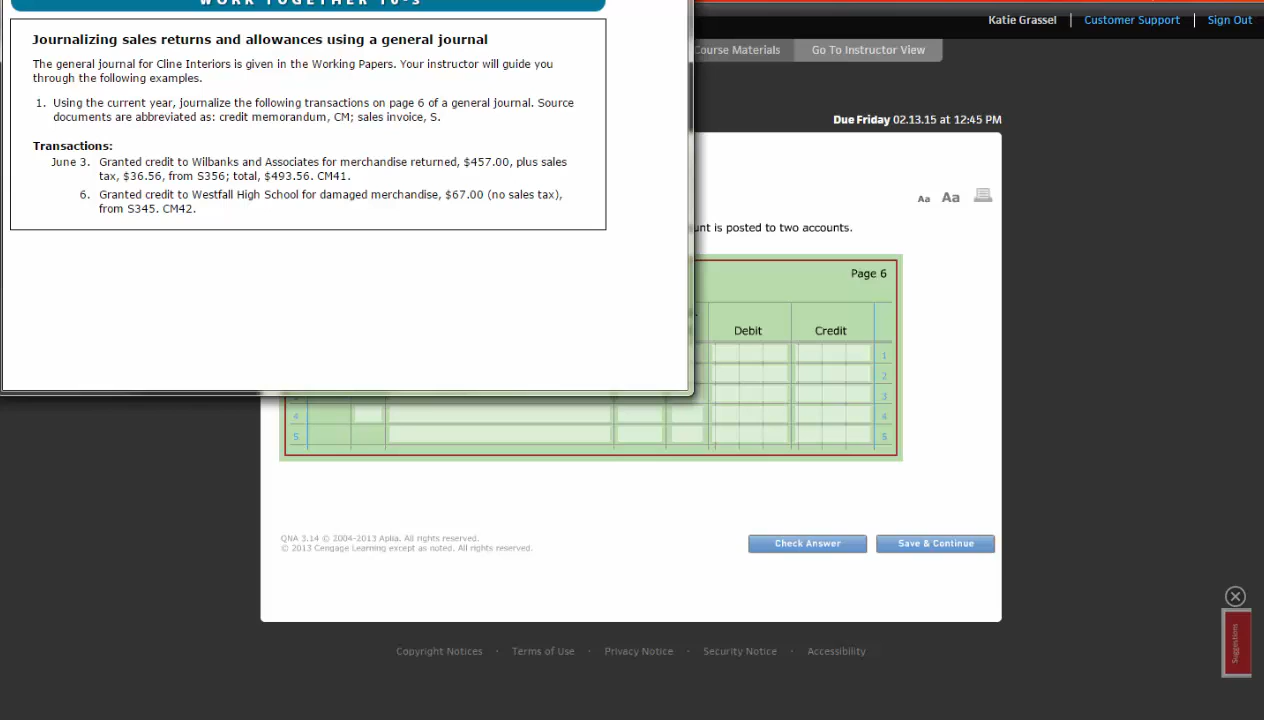 WORK TOGETHER 10-3
Katie Grassel
Customer Support
Sign Out
Journalizing sales returns and allowances using a general journal
Course Materials
Go To Instructor View
The general journal for Cline Interiors is given in the Working Papers. Your instructor will guide you
through the following examples.
1. Using the current year, journalize the following transactions on page 6 of a general journal. Source
documents are abbreviated as: credit memorandum, CM; sales invoice, S.
Due Friday 02.13.15 at 12:45 PM
Transactions:
June 3. Granted credit to Wilbanks and Associates for merchandise returned, $457.00, plus sales
tax, $36.56, from S356; total, $493.56. CM41.
6. Granted credit to Westfall High School for damaged merchandise, $67.00 (no sales tax),
from S345. CM42.
Aa Aa
is posted to two accounts.
Page 6
Debit
Credit
1
2
3
4 4
5 5
QNA 3.14 © 2004-2013 Aplia. All rights reserved.
© 2013 Cengage Learning except as noted. All rights reserved.
Check Answer
Save & Continue
Suggestions
Copyright Notices · Terms of Use · Privacy Notice · Security Notice · Accessibility